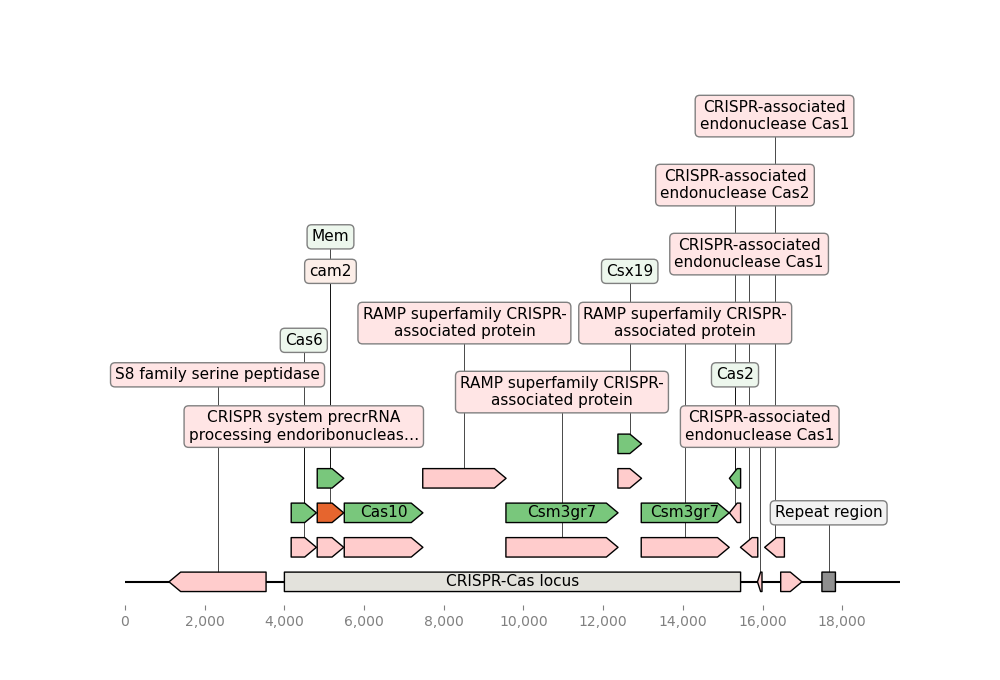 CRISPR-associated
endonuclease Cas1
CRISPR-associated
endonuclease Cas2
Mem
CRISPR-associated
endonuclease Cas1
cam2
Csx19
RAMP superfamily CRISPR-
associated protein
RAMP superfamily CRISPR-
associated protein
Cas6
S8 family serine peptidase
Cas2
RAMP superfamily CRISPR-
associated protein
CRISPR system precrRNA
processing endoribonucleas...
CRISPR-associated
endonuclease Cas1
Cas10
Csm3gr7
Csm3gr7
Repeat region
CRISPR-Cas locus
0
2,000
4,000
6,000
8,000
10,000
12,000
14,000
16,000
18,000